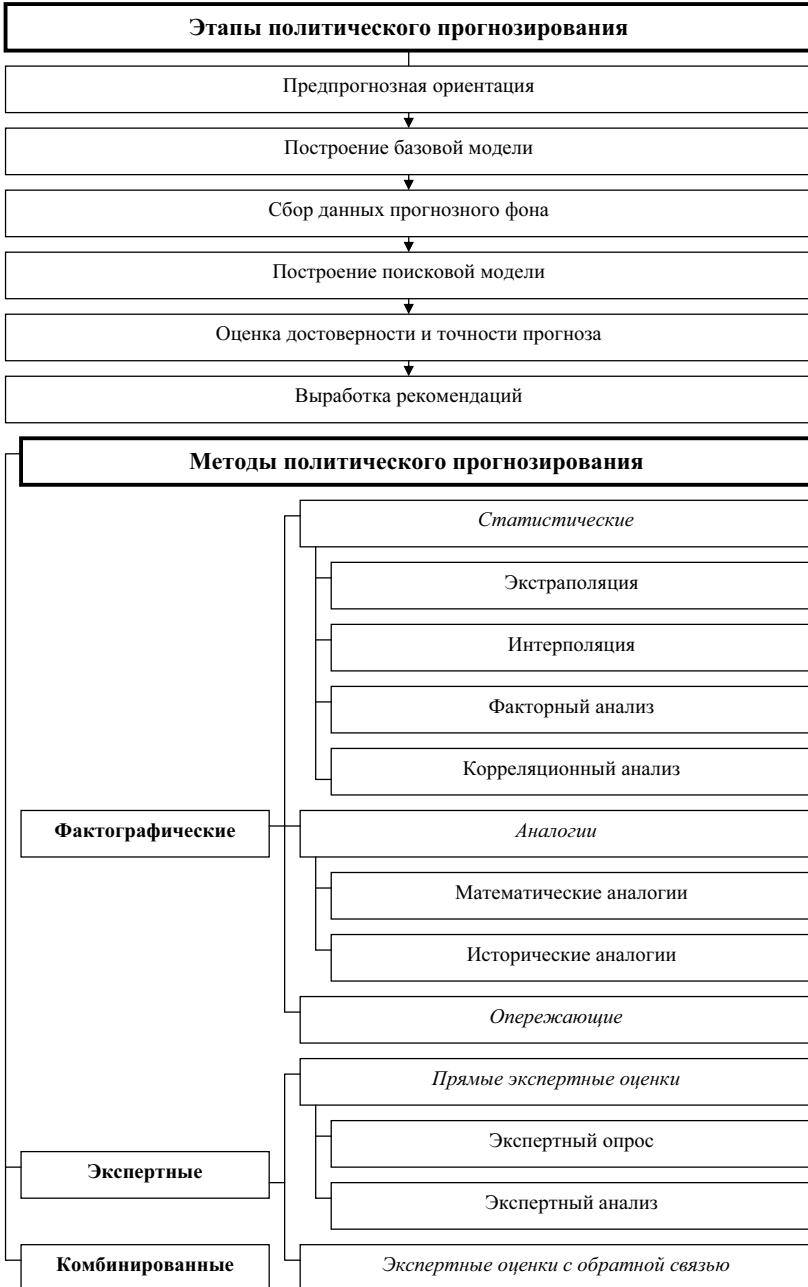 Этапы политического прогнозирования
Предпрогнозная ориентация
Построение базовой модели
Сбор данных прогнозного фона
Построение поисковой модели
Оценка достоверности и точности прогноза
Выработка рекомендаций
Методы политического прогнозирования
Статистические
Экстраполяция
Интерполяция
Факторный анализ
Корреляционный анализ
Фактографические
Аналогии
Математические аналогии
Исторические аналогии
Опережающие
Прямые экспертные оценки
Экспертный опрос
Экспертные
Экспертный анализ
Комбинированные
Экспертные оценки с обратной связью